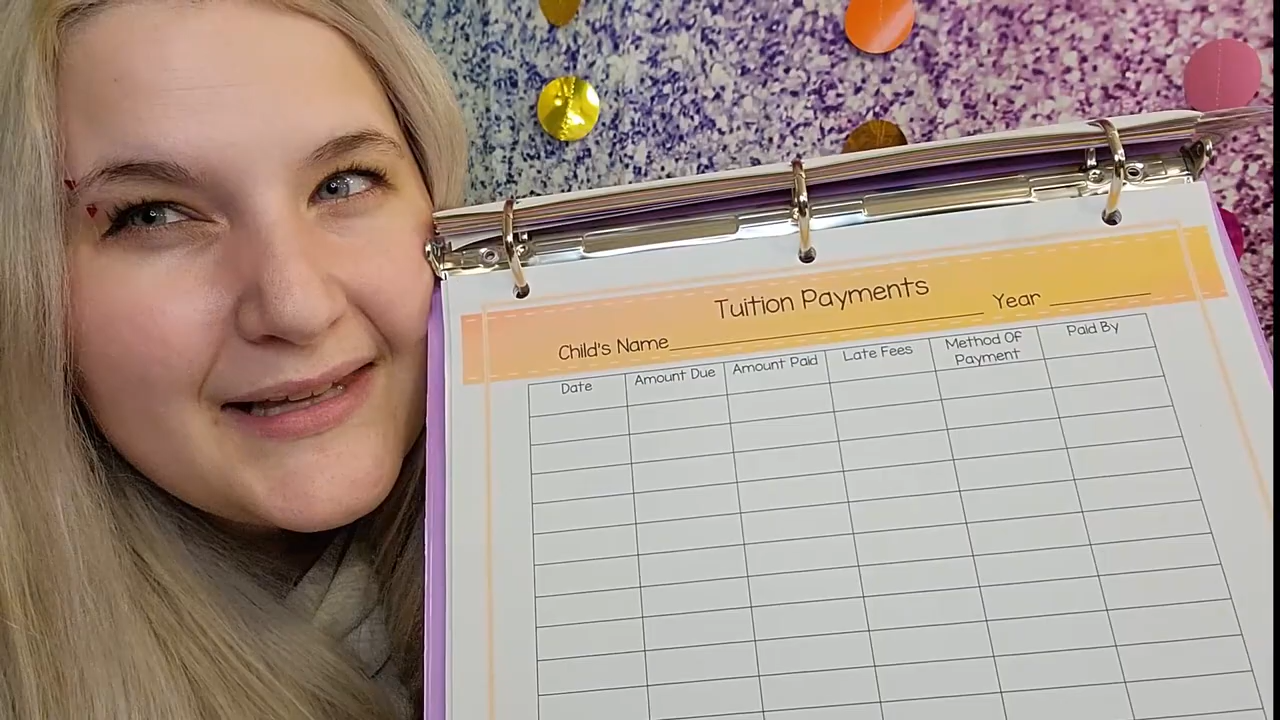 Tuition Payments
Child's Name Year
Date Amount Due Amount Paid Late Fees Method Of Payment Paid By